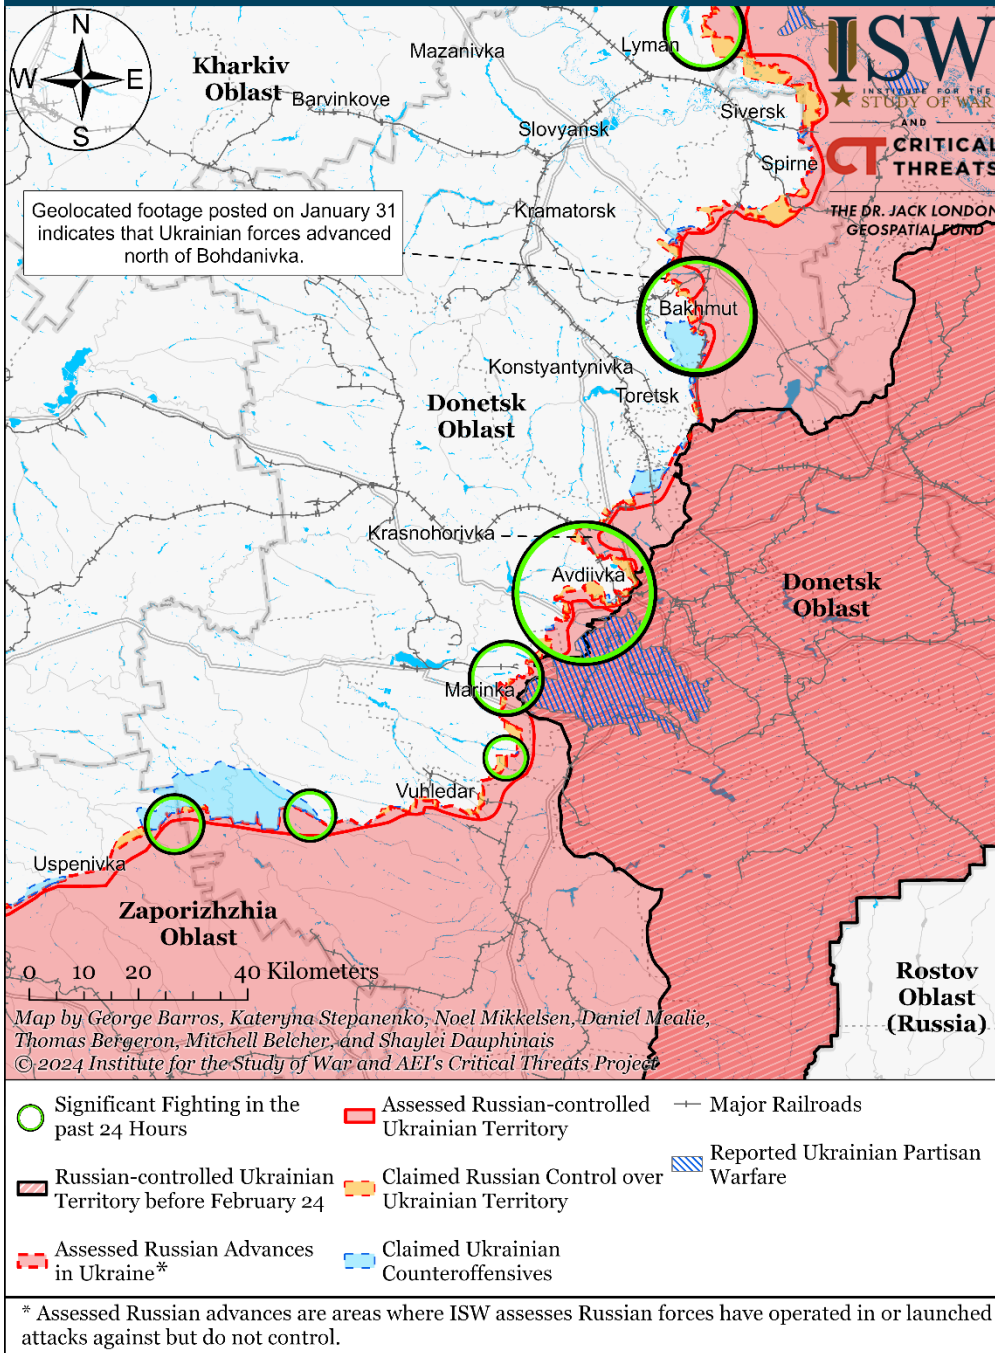 N
W
E
S
Kharkiv
Oblast
Mazanivka
Lyman
ISW
INSTITUTE FOR THE
STUDY OF WAR
AND
CT CRITICAL
THREATS
THE DR. JACK LONDON
GEOSPATIAL FUND
Barvinkove
Slovyansk
Siversk
Spirne
Kramatorsk
Geolocated footage posted on January 31
indicates that Ukrainian forces advanced
north of Bohdanivka.
Bakhmut
Konstyantynivka
Toretsk
Donetsk
Oblast
Krasnohorivka
Avdiivka
Donetsk
Oblast
Marinka
Vuhledar
Uspenivka
Zaporizhzhia
Oblast
Rostov
Oblast
(Russia)
0 10 20 40 Kilometers
Map by George Barros, Kateryna Stepanenko, Noel Mikkelsen, Daniel Mealie,
Thomas Bergeron, Mitchell Belcher, and Shaylei Dauphinais
© 2024 Institute for the Study of War and AEI's Critical Threats Project
Significant Fighting in the
past 24 Hours
Russian-controlled Ukrainian
Territory before February 24
Assessed Russian Advances
in Ukraine*
Assessed Russian-controlled
Ukrainian Territory
Claimed Russian Control over
Ukrainian Territory
Claimed Ukrainian
Counteroffensives
Major Railroads
Reported Ukrainian Partisan
Warfare
* Assessed Russian advances are areas where ISW assesses Russian forces have operated in or launched
attacks against but do not control.